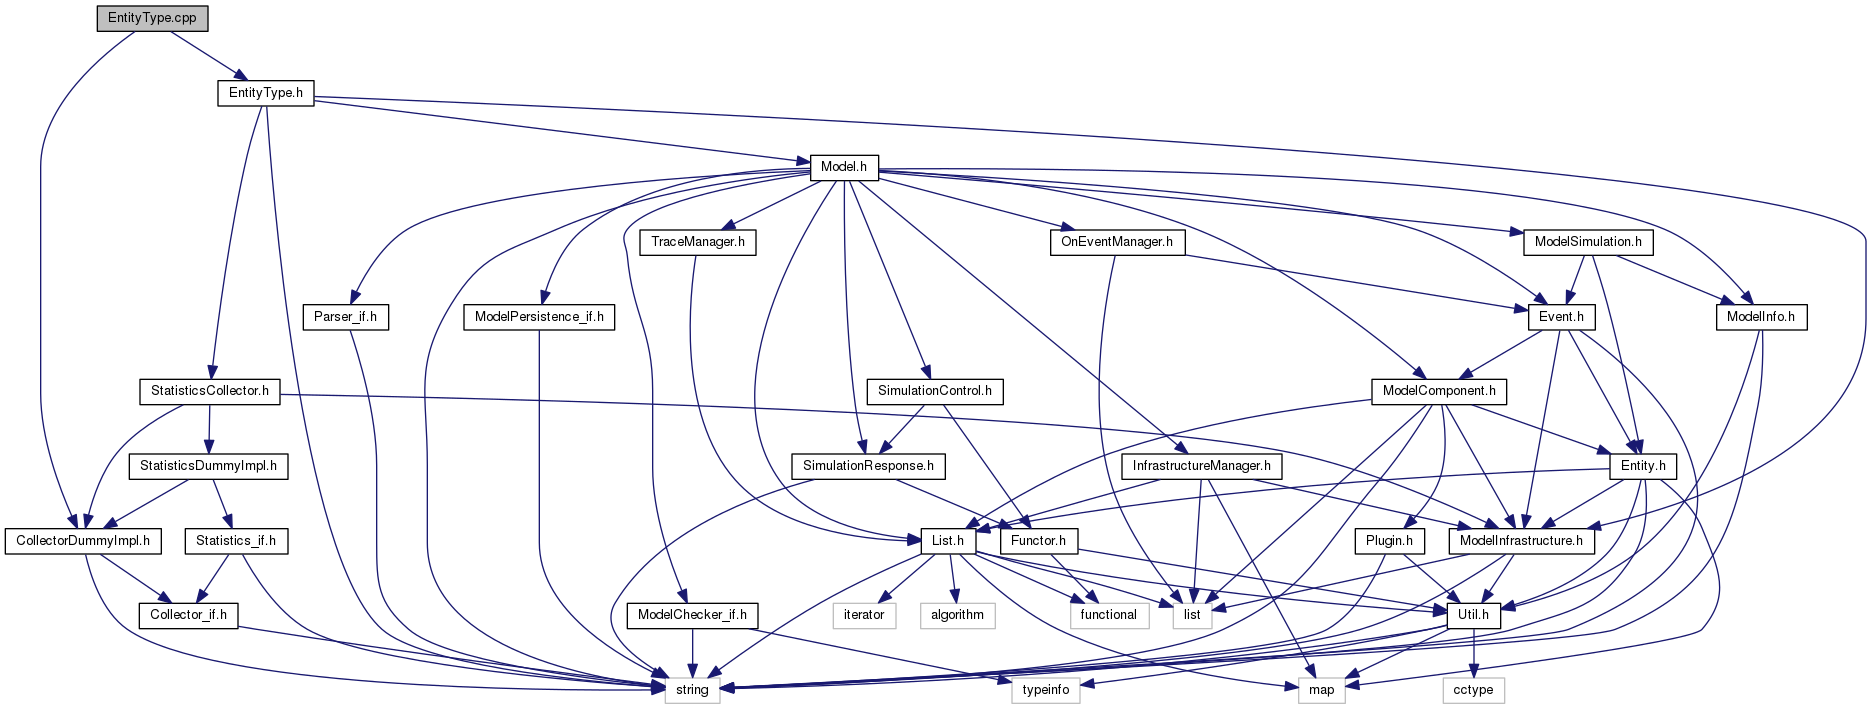 EntityType.cpp
EntityType.h
Model.h
TraceManager.h
OnEventManager.h
ModelSimulation.h
Parser_if.h
ModelPersistence_if.h
Event.h
ModelInfo.h
StatisticsCollector.h
SimulationControl.h
ModelComponent.h
StatisticsDummyImpl.h
SimulationResponse.h
InfrastructureManager.h
Entity.h
CollectorDummyImpl.h
Statistics_if.h
List.h
Functor.h
Plugin.h
ModelInfrastructure.h
Collector_if.h
ModelChecker_if.h
iterator
algorithm
functional
list
Util.h
string
typeinfo
map
cctype